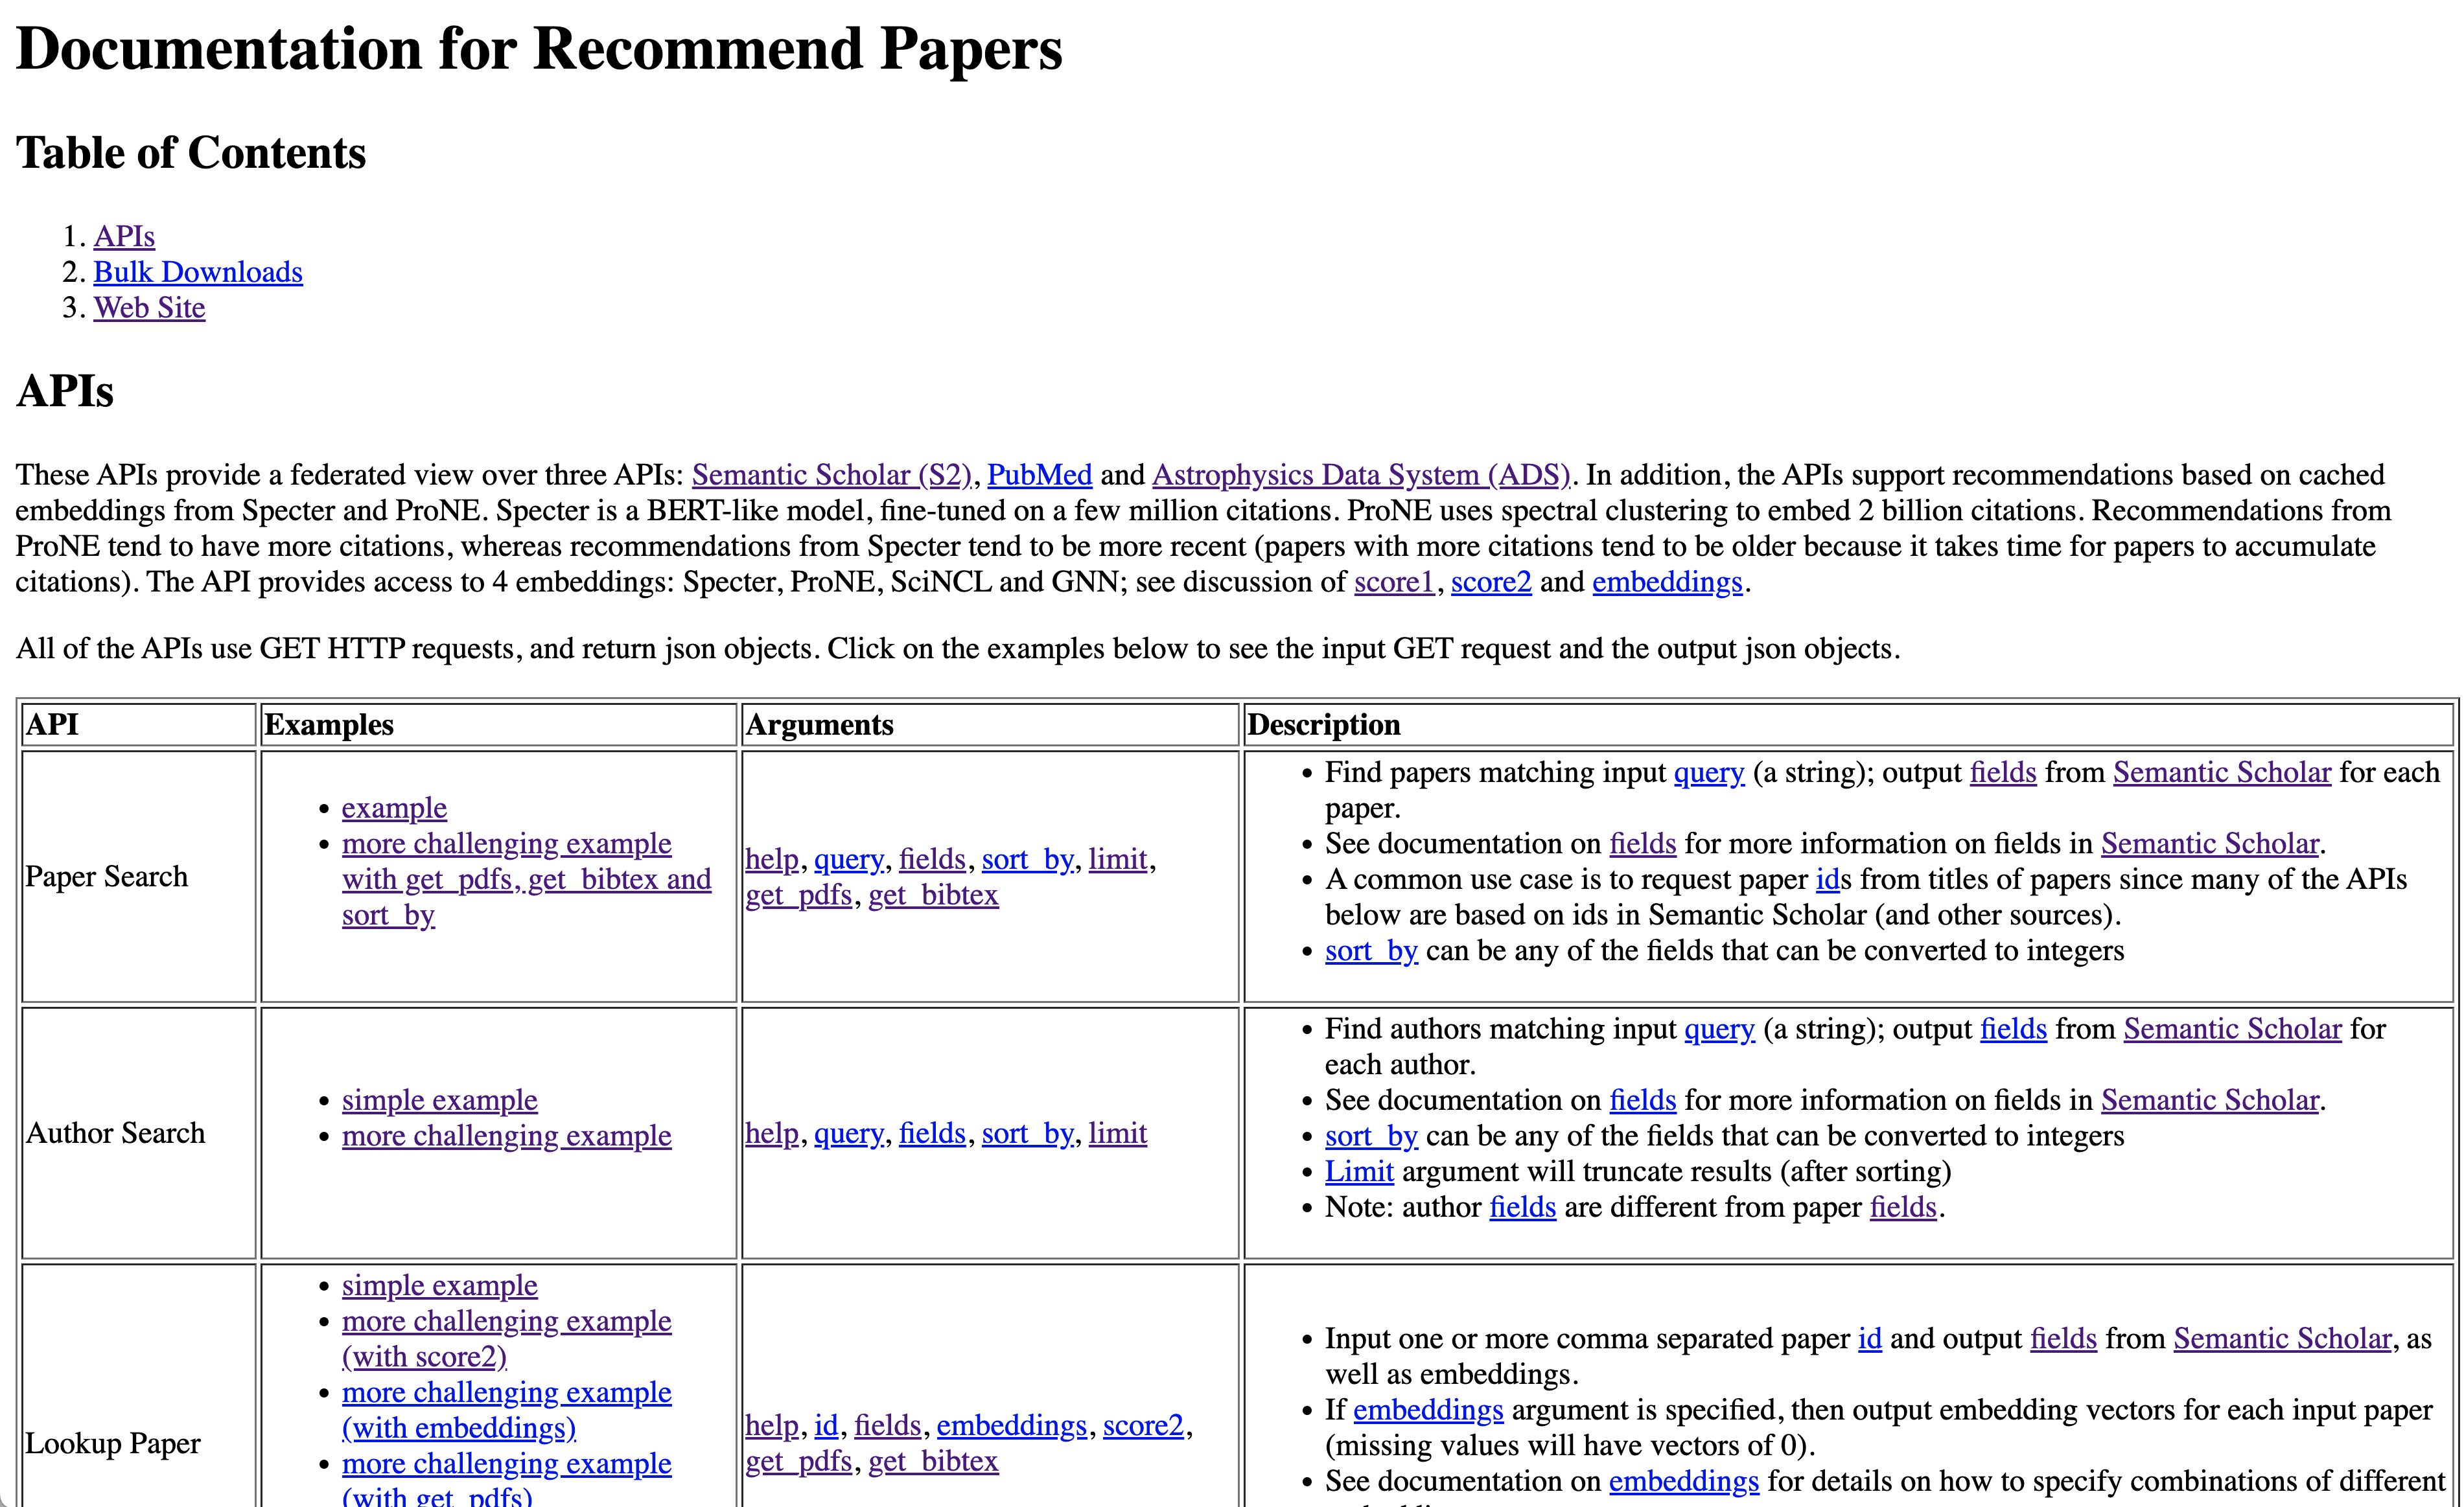 Documentation for Recommend Papers
Table of Contents
1. APIs
2. Bulk Downloads
3. Web Site
APIs
These APIs provide a federated view over three APIs: Semantic Scholar (S2), PubMed and Astrophysics Data System (ADS). In addition, the APIs support recommendations based on cached
embeddings from Specter and ProNE. Specter is a BERT-like model, fine-tuned on a few million citations. ProNE uses spectral clustering to embed 2 billion citations. Recommendations from
ProNE tend to have more citations, whereas recommendations from Specter tend to be more recent (papers with more citations tend to be older because it takes time for papers to accumulate
citations). The API provides access to 4 embeddings: Specter, ProNE, SciNCL and GNN; see discussion of score1, score2 and embeddings.
All of the APIs use GET HTTP requests, and return json objects. Click on the examples below to see the input GET request and the output json objects.
API Examples Arguments Description
Paper Search
• example
• more challenging example
with get_pdfs, get_bibtex and
sort_by
help, query, fields, sort_by, limit,
get_pdfs, get_bibtex
• Find papers matching input query (a string); output fields from Semantic Scholar for each
paper.
• See documentation on fields for more information on fields in Semantic Scholar.
• A common use case is to request paper ids from titles of papers since many of the APIs
below are based on ids in Semantic Scholar (and other sources).
• sort_by can be any of the fields that can be converted to integers
Author Search
• simple example
• more challenging example
help, query, fields, sort_by, limit
• Find authors matching input query (a string); output fields from Semantic Scholar for
each author.
• See documentation on fields for more information on fields in Semantic Scholar.
• sort_by can be any of the fields that can be converted to integers
• Limit argument will truncate results (after sorting)
• Note: author fields are different from paper fields.
Lookup Paper
• simple example
• more challenging example
(with score2)
• more challenging example
(with embeddings)
• more challenging example
(with get_pdfs)
help, id, fields, embeddings, score2,
get_pdfs, get_bibtex
• Input one or more comma separated paper id and output fields from Semantic Scholar, as
well as embeddings.
• If embeddings argument is specified, then output embedding vectors for each input paper
(missing values will have vectors of 0).
• See documentation on embeddings for details on how to specify combinations of different